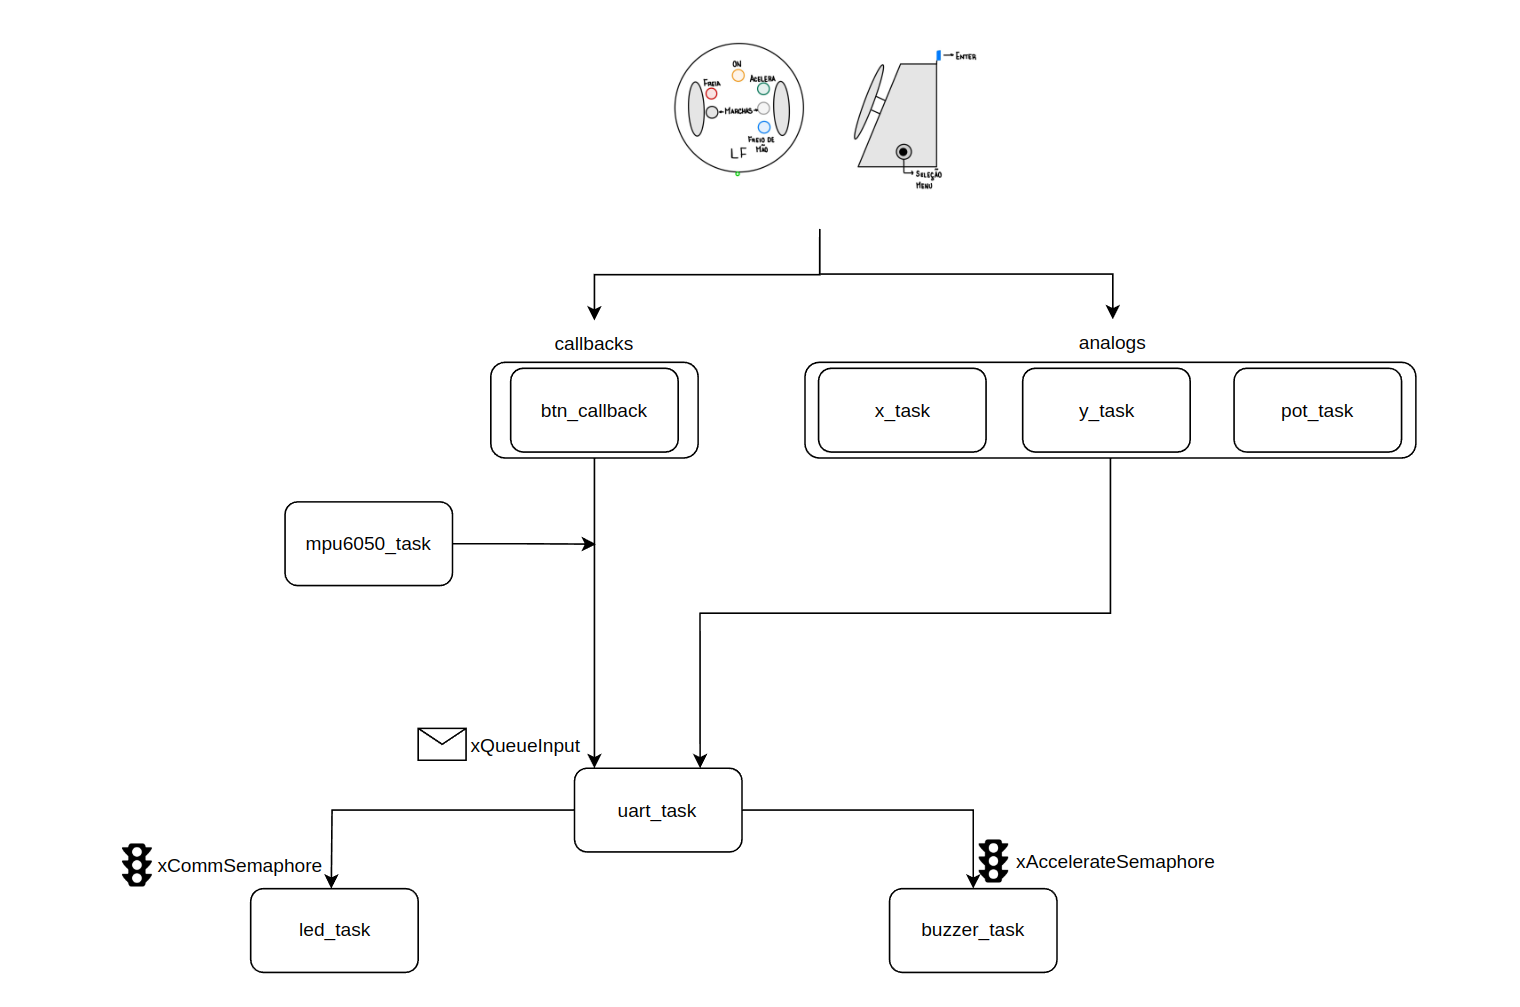 ON
FREIA
ACELERA
MARCHAS
FREIO DE
MÃO
LF
ENTER
SELEÇÃO
MENU
callbacks
analogs
btn_callback
x_task
y_task
pot_task
mpu6050_task
xQueueInput
uart_task
xCommSemaphore
xAccelerateSemaphore
led_task
buzzer_task